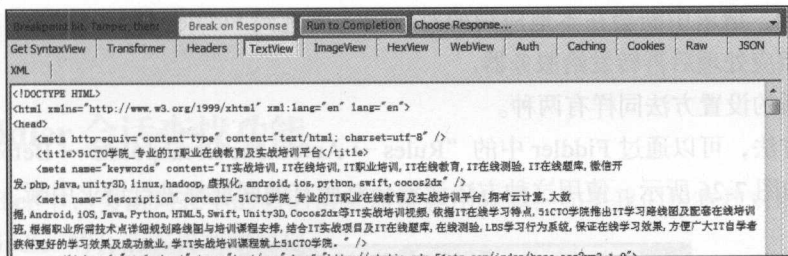 Breakpoint hit. Tamper, then: Break on Response Run to Completion Choose Response...
Get SyntaxView Transformer Headers TextView ImageView HexView WebView Auth Caching Cookies Raw JSON
XML
<!DOCTYPE HTML>
<html xmlns="http://www.w3.org/1999/xhtml" xml:lang="en" lang="en">
<head>
<meta http-equiv="content-type" content="text/html; charset=utf-8" />
<title>51CTO学院_专业的IT职业在线教育及实战培训平台</title>
<meta name="keywords" content="IT实战培训,IT在线培训,IT职业培训,IT在线教育,IT在线测验,IT在线题库,微信开
发,php,java,unity3D,linux,hadoop,虚拟化,android,ios,python,swift,cocos2dx" />
<meta name="description" content="51CTO学院_专业的IT职业在线教育及实战培训平台,拥有云计算,大数
据,Android,iOS,Java,Python,HTML5,Swift,Unity3D,Cocos2dx等IT实战培训视频,依据IT在线学习特点,51CTO学院推出IT学习路线图及配套在线培训
班,根据职业所需技术点详细规划路线图与培训课程安排,结合IT实战项目及IT在线题库,在线测验,LBS学习行为系统,保证在线学习效果,方便广大IT自学者
获得更好的学习效果及成功就业,学IT实战培训课程就上51CTO学院。" />